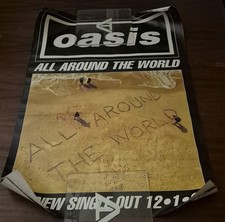 oasis
ALL AROUND THE WORLD
ALL AROUND
THE WORLD
NEW SINGLE OUT 12•1•